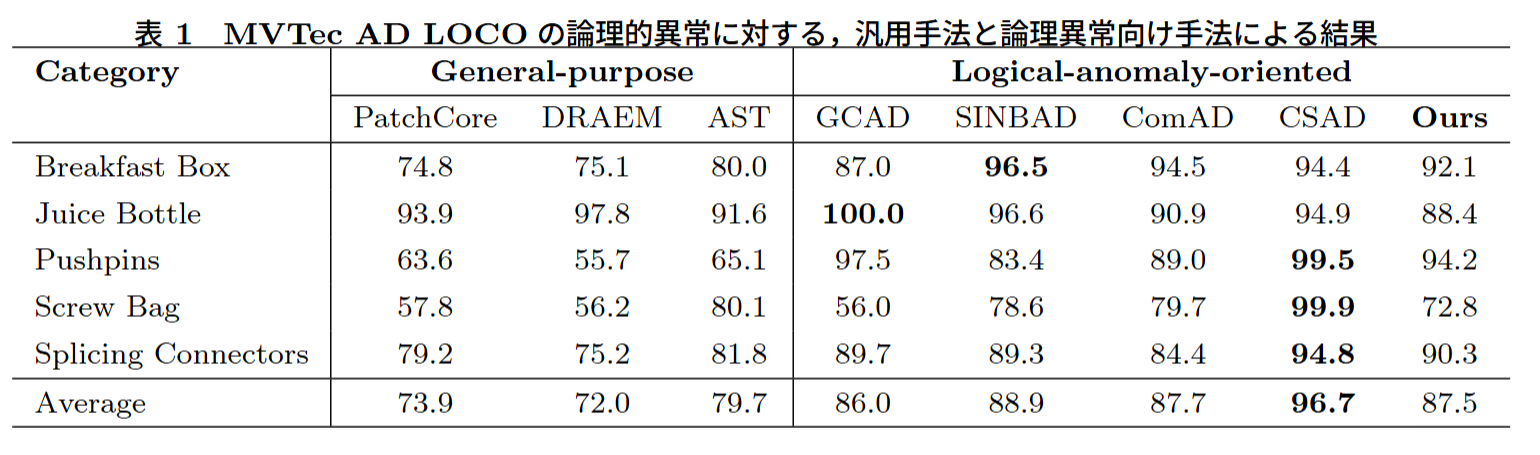 表 1 MVTec AD LOCO の論理的異常に対する，汎用手法と論理異常向け手法による結果
Category General-purpose Logical-anomaly-oriented
PatchCore DRAEM AST GCAD SINBAD ComAD CSAD Ours
Breakfast Box 74.8 75.1 80.0 87.0 96.5 94.5 94.4 92.1
Juice Bottle 93.9 97.8 91.6 100.0 96.6 90.9 94.9 88.4
Pushpins 63.6 55.7 65.1 97.5 83.4 89.0 99.5 94.2
Screw Bag 57.8 56.2 80.1 56.0 78.6 79.7 99.9 72.8
Splicing Connectors 79.2 75.2 81.8 89.7 89.3 84.4 94.8 90.3
Average 73.9 72.0 79.7 86.0 88.9 87.7 96.7 87.5